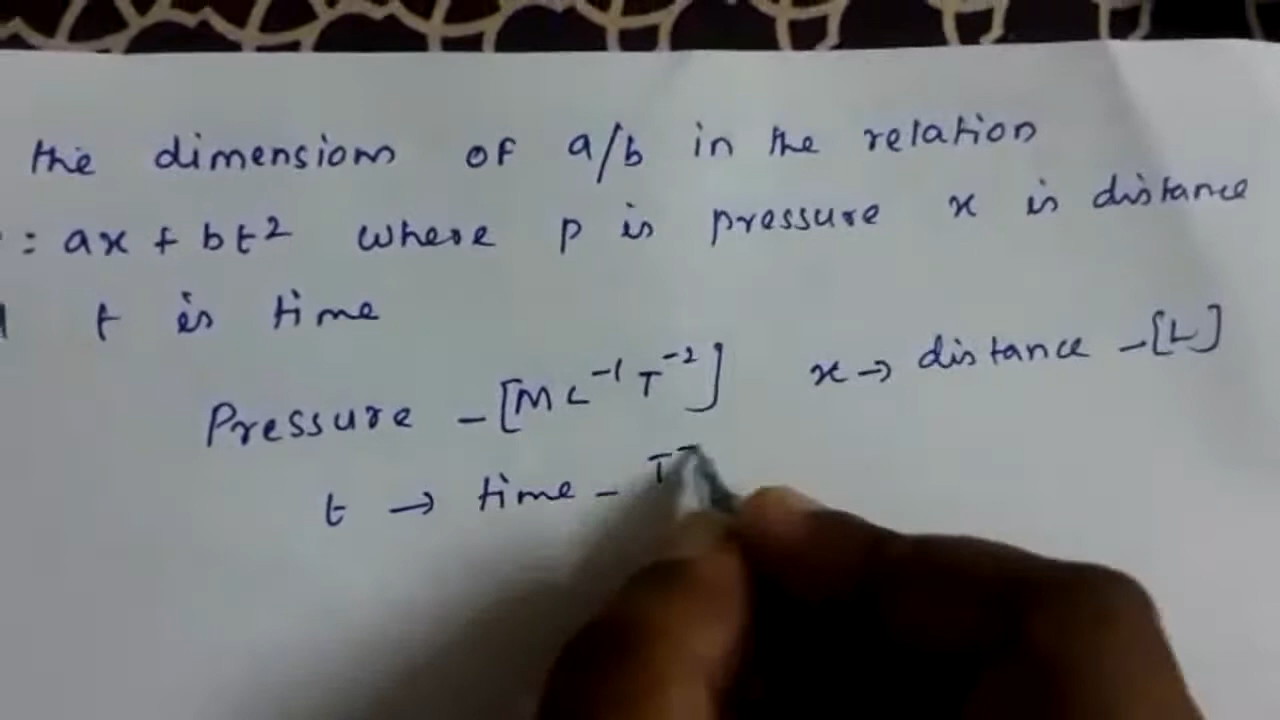 the dimensions of a/b in the relation
: ax + bt² where p is pressure x is distance
t is time
Pressure - [ML⁻¹T⁻²] x → distance - [L]
t → time - T